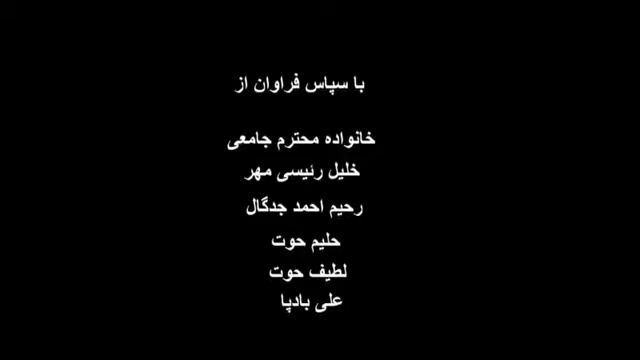 با سپاس فراوان از
خانواده محترم جامعی
خلیل رئیسی مهر
رحیم احمد جدگال
حلیم حوت
لطیف حوت
علی بادپا